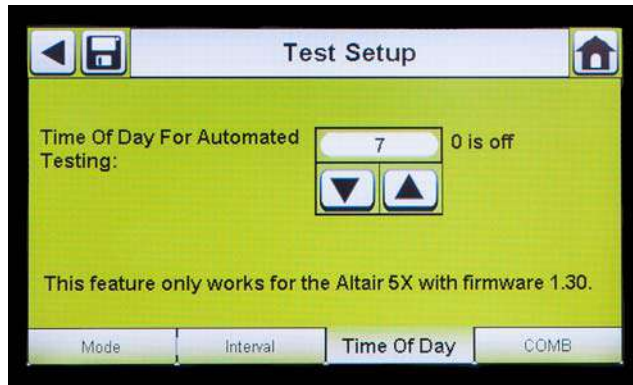 Test Setup
Time Of Day For Automated
Testing:
7
0 is off
This feature only works for the Altair 5X with firmware 1.30.
Mode
Interval
Time Of Day
COMB